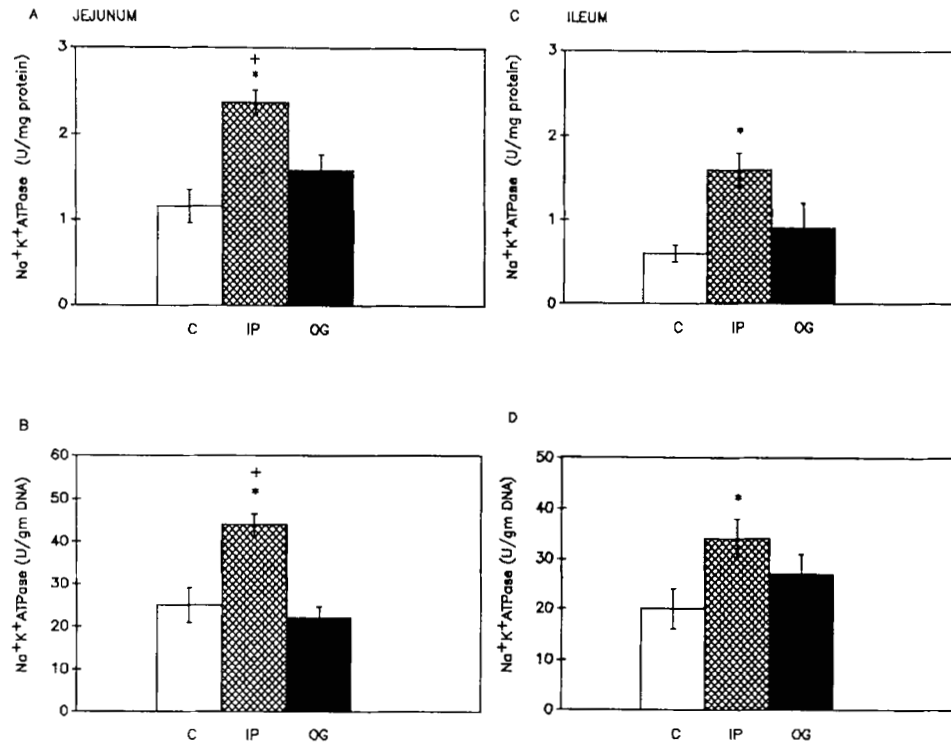 A JEJUNUM
Na+K+ATPase (U/mg protein)
3
2
1
0
+
*
C IP OG
C ILEUM
Na+K+ATPase (U/mg protein)
3
2
1
0
*
C IP OG
B
Na+K+ATPase (U/gm DNA)
60
50
40
30
20
10
0
+
*
C IP OG
D
Na+K+ATPase (U/gm DNA)
50
40
30
20
10
0
*
C IP OG